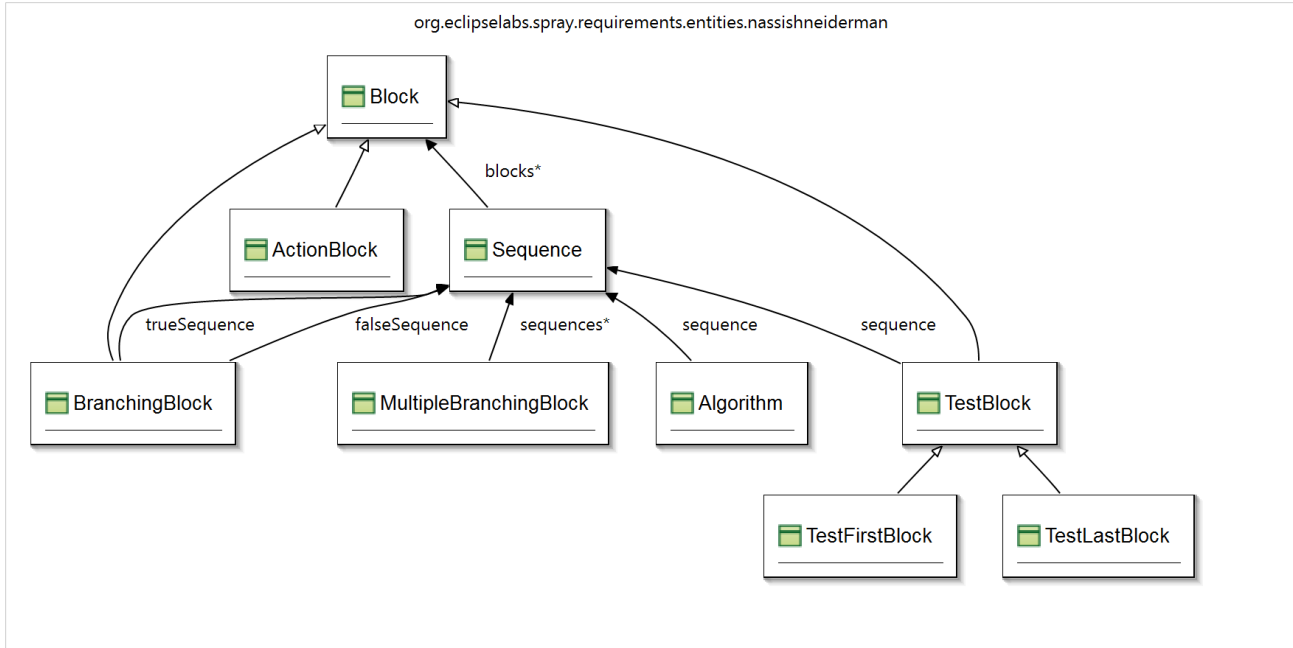 org.eclipselabs.spray.requirements.entities.nassishneiderman
Block
blocks*
ActionBlock
Sequence
trueSequence
falseSequence
sequences*
sequence
sequence
BranchingBlock
MultipleBranchingBlock
Algorithm
TestBlock
TestFirstBlock
TestLastBlock